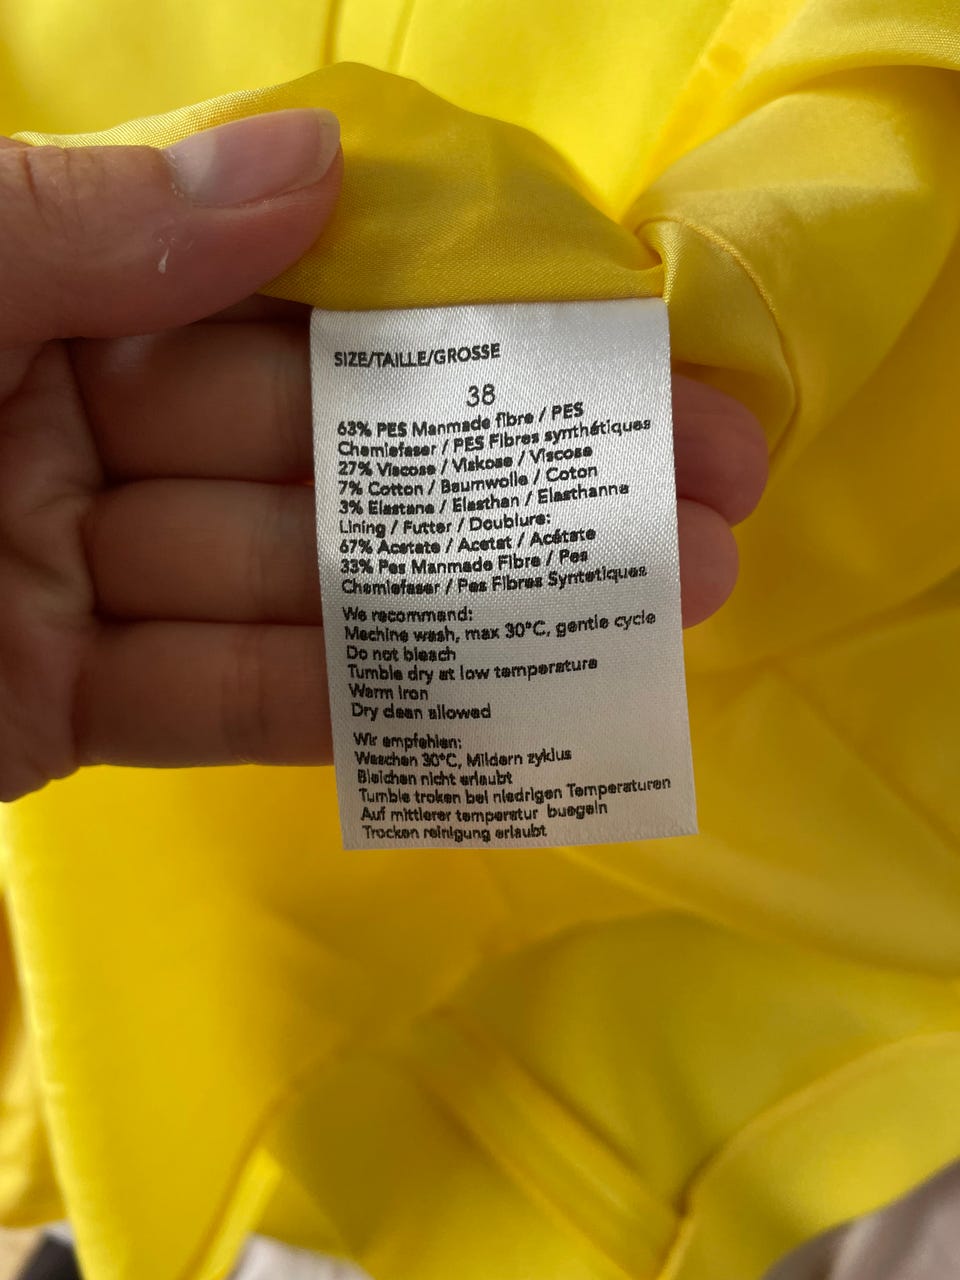 SIZE/TAILLE/GROSSE
38
63% PES Manmade fibre / PES
Chemiefaser / PES Fibres synthétiques
27% Viscose / Viskose / Viscose
7% Cotton / Baumwolle / Coton
3% Elastane / Elasthan / Elasthanne
Lining / Futter / Doublure:
67% Acetate / Acetat / Acétate
33% Pes Manmade Fibre / Pes
Chemiefaser / Pes Fibres Syntetiques
We recommend:
Machine wash, max 30°C, gentle cycle
Do not bleach
Tumble dry at low temperature
Warm iron
Dry clean allowed
Wir empfehlen:
Waschen 30°C, Mildern zyklus
Bleichen nicht erlaubt
Tumble troken bei niedrigen Temperaturen
Auf mittlerer temperatur buegeln
Trocken reinigung erlaubt